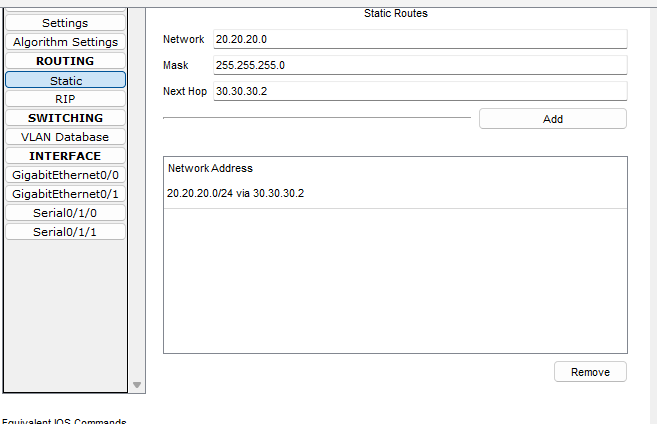 Settings
Algorithm Settings
ROUTING
Static
RIP
SWITCHING
VLAN Database
INTERFACE
GigabitEthernet0/0
GigabitEthernet0/1
Serial0/1/0
Serial0/1/1
Static Routes
Network 20.20.20.0
Mask 255.255.255.0
Next Hop 30.30.30.2
Add
Network Address
20.20.20.0/24 via 30.30.30.2
Remove
Equivalent IOS Commands